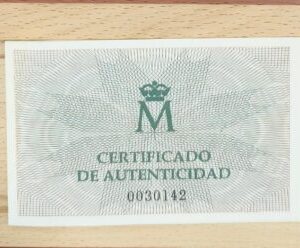 M
CERTIFICADO
DE AUTENTICIDAD
0030142